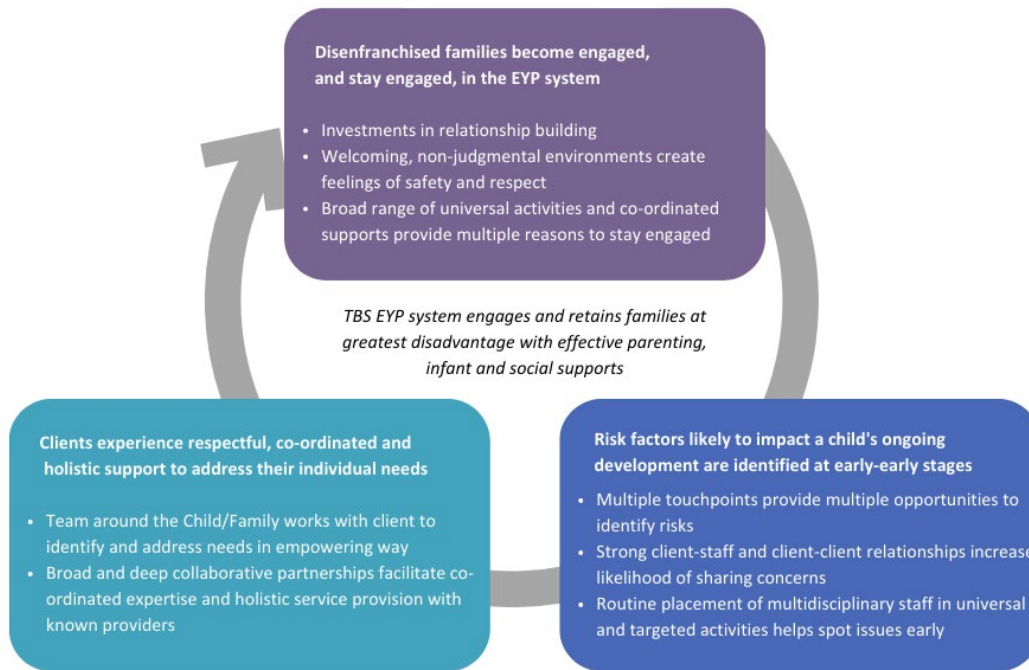 Disenfranchised families become engaged,
and stay engaged, in the EYP system
• Investments in relationship building
• Welcoming, non-judgmental environments create
feelings of safety and respect
• Broad range of universal activities and co-ordinated
supports provide multiple reasons to stay engaged
TBS EYP system engages and retains families at
greatest disadvantage with effective parenting,
infant and social supports
Clients experience respectful, co-ordinated and
holistic support to address their individual needs
• Team around the Child/Family works with client to
identify and address needs in empowering way
• Broad and deep collaborative partnerships facilitate co-
ordinated expertise and holistic service provision with
known providers
Risk factors likely to impact a child's ongoing
development are identified at early-early stages
• Multiple touchpoints provide multiple opportunities to
identify risks
• Strong client-staff and client-client relationships increase
likelihood of sharing concerns
• Routine placement of multidisciplinary staff in universal
and targeted activities helps spot issues early